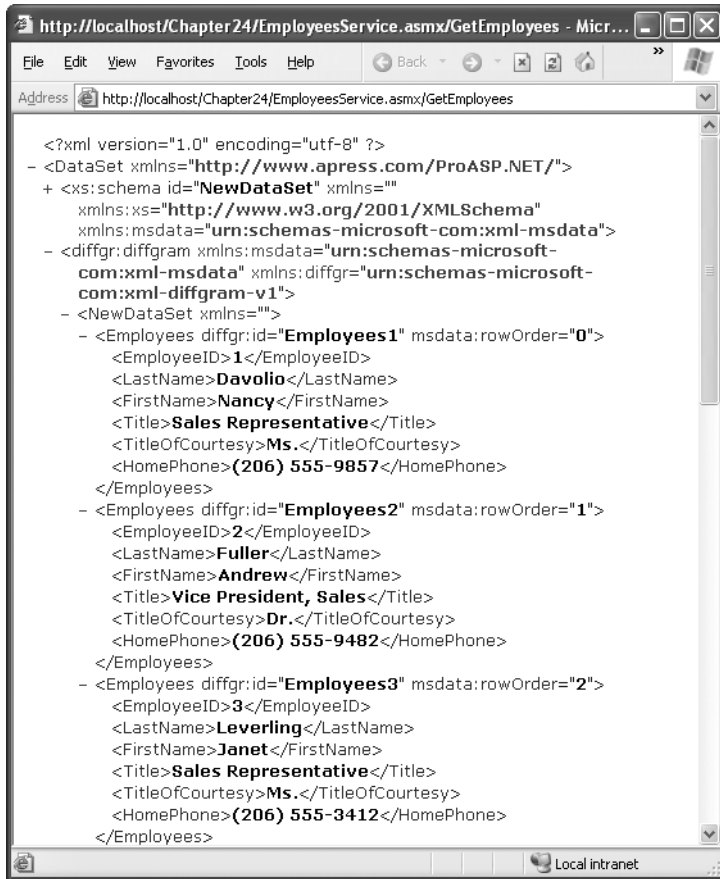 http://localhost/Chapter24/EmployeesService.asmx/GetEmployees - Micr...
File Edit View Favorites Tools Help Back »
Address http://localhost/Chapter24/EmployeesService.asmx/GetEmployees
<?xml version="1.0" encoding="utf-8" ?>
- <DataSet xmlns="http://www.apress.com/ProASP.NET/">
+ <xs:schema id="NewDataSet" xmlns=""
xmlns:xs="http://www.w3.org/2001/XMLSchema"
xmlns:msdata="urn:schemas-microsoft-com:xml-msdata">
- <diffgr:diffgram xmlns:msdata="urn:schemas-microsoft-
com:xml-msdata" xmlns:diffgr="urn:schemas-microsoft-
com:xml-diffgram-v1">
- <NewDataSet xmlns="">
- <Employees diffgr:id="Employees1" msdata:rowOrder="0">
<EmployeeID>1</EmployeeID>
<LastName>Davolio</LastName>
<FirstName>Nancy</FirstName>
<Title>Sales Representative</Title>
<TitleOfCourtesy>Ms.</TitleOfCourtesy>
<HomePhone>(206) 555-9857</HomePhone>
</Employees>
- <Employees diffgr:id="Employees2" msdata:rowOrder="1">
<EmployeeID>2</EmployeeID>
<LastName>Fuller</LastName>
<FirstName>Andrew</FirstName>
<Title>Vice President, Sales</Title>
<TitleOfCourtesy>Dr.</TitleOfCourtesy>
<HomePhone>(206) 555-9482</HomePhone>
</Employees>
- <Employees diffgr:id="Employees3" msdata:rowOrder="2">
<EmployeeID>3</EmployeeID>
<LastName>Leverling</LastName>
<FirstName>Janet</FirstName>
<Title>Sales Representative</Title>
<TitleOfCourtesy>Ms.</TitleOfCourtesy>
<HomePhone>(206) 555-3412</HomePhone>
</Employees>
Local intranet